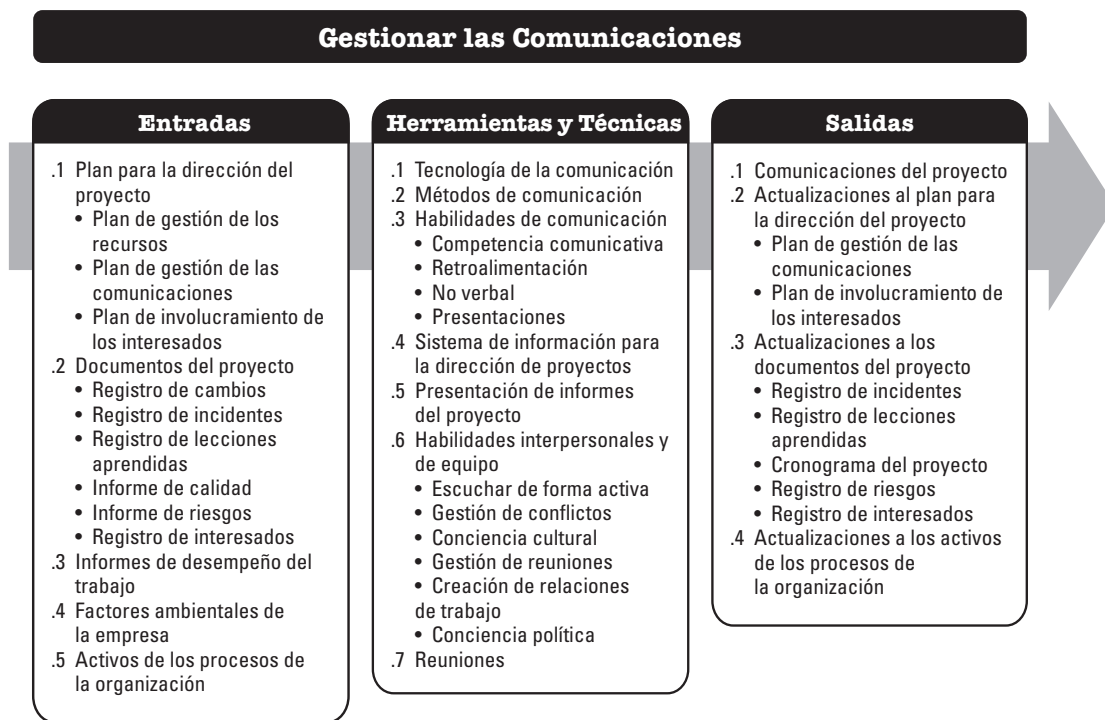 Gestionar las Comunicaciones
Entradas
.1 Plan para la dirección del
proyecto
• Plan de gestión de los
recursos
• Plan de gestión de las
comunicaciones
• Plan de involucramiento de
los interesados
.2 Documentos del proyecto
• Registro de cambios
• Registro de incidentes
• Registro de lecciones
aprendidas
• Informe de calidad
• Informe de riesgos
• Registro de interesados
.3 Informes de desempeño del
trabajo
.4 Factores ambientales de
la empresa
.5 Activos de los procesos de
la organización
Herramientas y Técnicas
.1 Tecnología de la comunicación
.2 Métodos de comunicación
.3 Habilidades de comunicación
• Competencia comunicativa
• Retroalimentación
• No verbal
• Presentaciones
.4 Sistema de información para
la dirección de proyectos
.5 Presentación de informes
del proyecto
.6 Habilidades interpersonales y
de equipo
• Escuchar de forma activa
• Gestión de conflictos
• Conciencia cultural
• Gestión de reuniones
• Creación de relaciones
de trabajo
• Conciencia política
.7 Reuniones
Salidas
.1 Comunicaciones del proyecto
.2 Actualizaciones al plan para
la dirección del proyecto
• Plan de gestión de las
comunicaciones
• Plan de involucramiento de
los interesados
.3 Actualizaciones a los
documentos del proyecto
• Registro de incidentes
• Registro de lecciones
aprendidas
• Cronograma del proyecto
• Registro de riesgos
• Registro de interesados
.4 Actualizaciones a los activos
de los procesos de
la organización